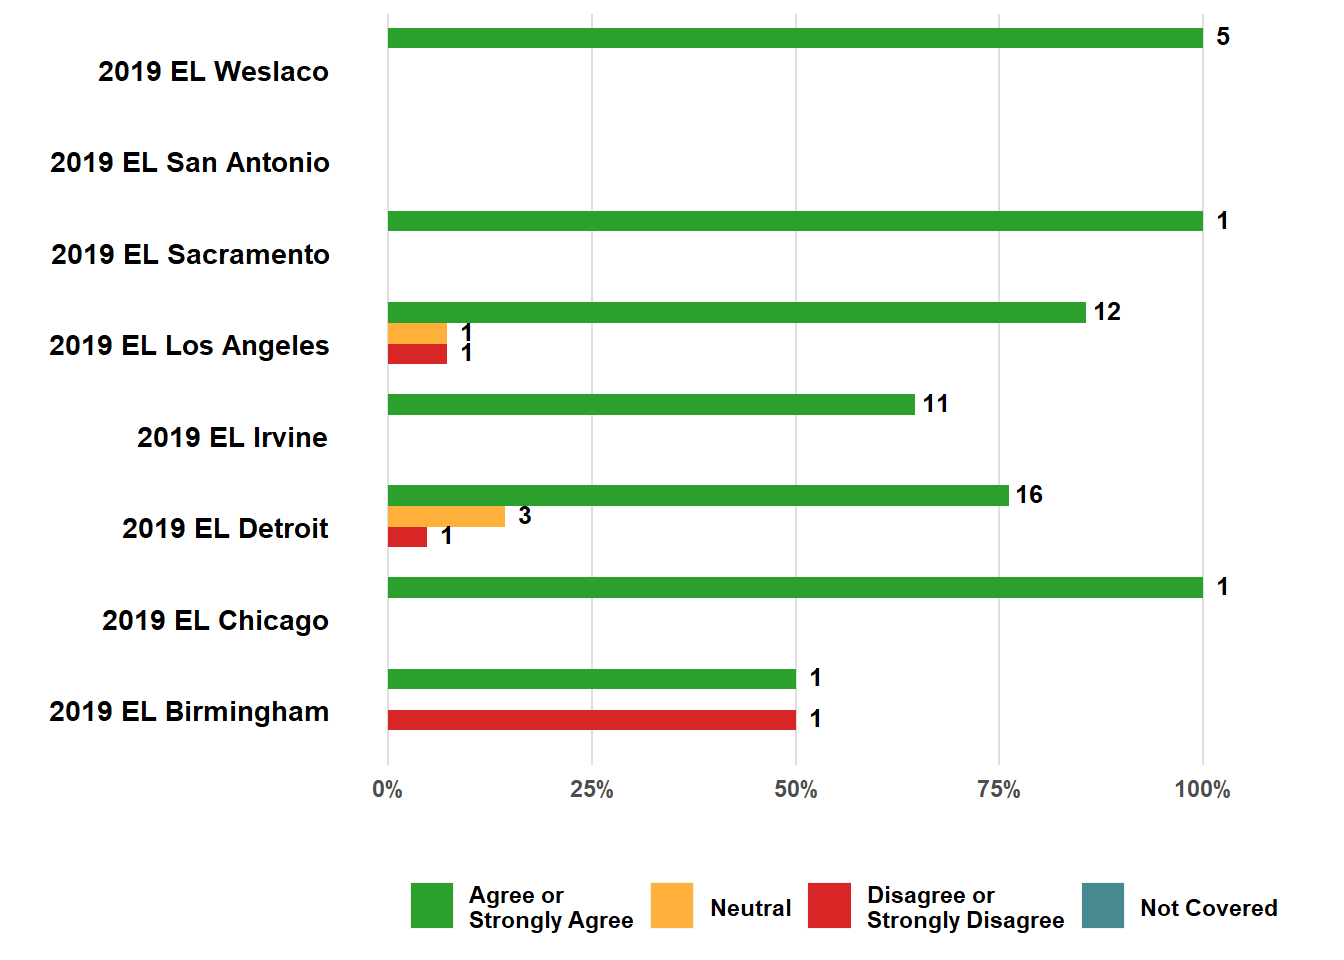 5
2019 EL Weslaco
2019 EL San Antonio
1
2019 EL Sacramento
12
1
2019 EL Los Angeles
1
11
2019 EL Irvine
16
3
2019 EL Detroit
1
1
2019 EL Chicago
1
2019 EL Birmingham
1
0% 25% 50% 75% 100%
Agree or
Strongly Agree
Neutral
Disagree or
Strongly Disagree
Not Covered